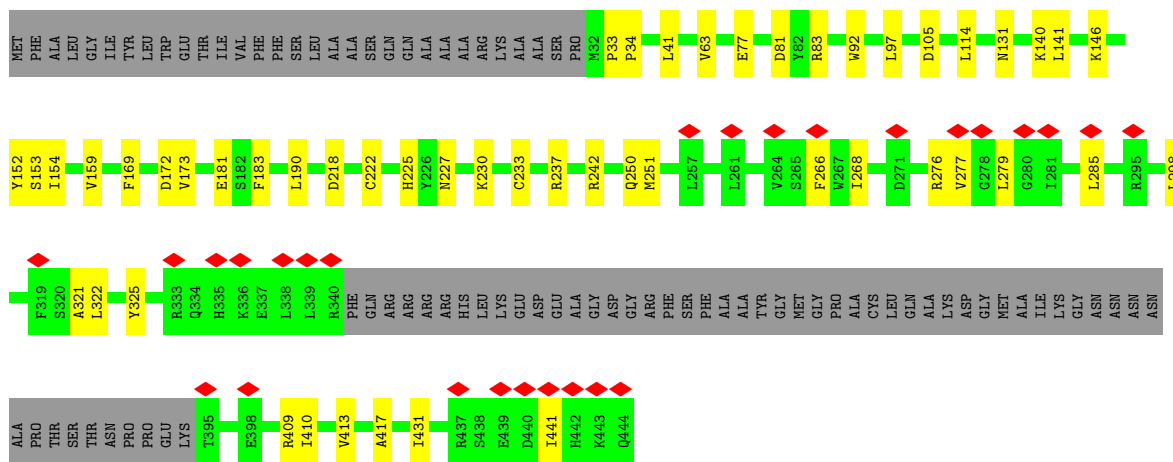 MET PHE ALA LEU GLY ILE TYR LEU TRP GLU THR ILE VAL PHE PHE SER LEU ALA ALA SER GLN GLN ALA ALA ALA ARG LYS ALA ALA SER PRO M32 P33 P34 L41 V63 E77 D81 Y82 R83 W92 L97 D105 L114 N131 K140 L141 K146
Y152 S153 I154 V159 F169 D172 V173 E181 S182 F183 L190 D218 C222 H225 Y226 N227 K230 C233 R237 R242 Q250 M251 L257 L261 V264 S265 F266 W267 I268 D271 R276 V277 G278 L279 G280 I281 L285 R295
F319 S320 A321 L322 Y325 R333 Q334 H335 K336 E337 L338 L339 R340 PHE GLN ARG ARG ARG ARG HIS LEU LYS GLU ASP GLU ALA GLY ASP GLY ARG PHE SER PHE ALA ALA TYR GLY MET GLY PRO ALA CYS LEU GLN ALA LYS ASP GLY MET ALA ILE LYS GLY ASN ASN ASN ASN
ALA PRO THR SER THR ASN PRO PRO GLU LYS T395 E398 R409 I410 V413 A417 I431 R437 S438 E439 D440 I441 H442 K443 Q444